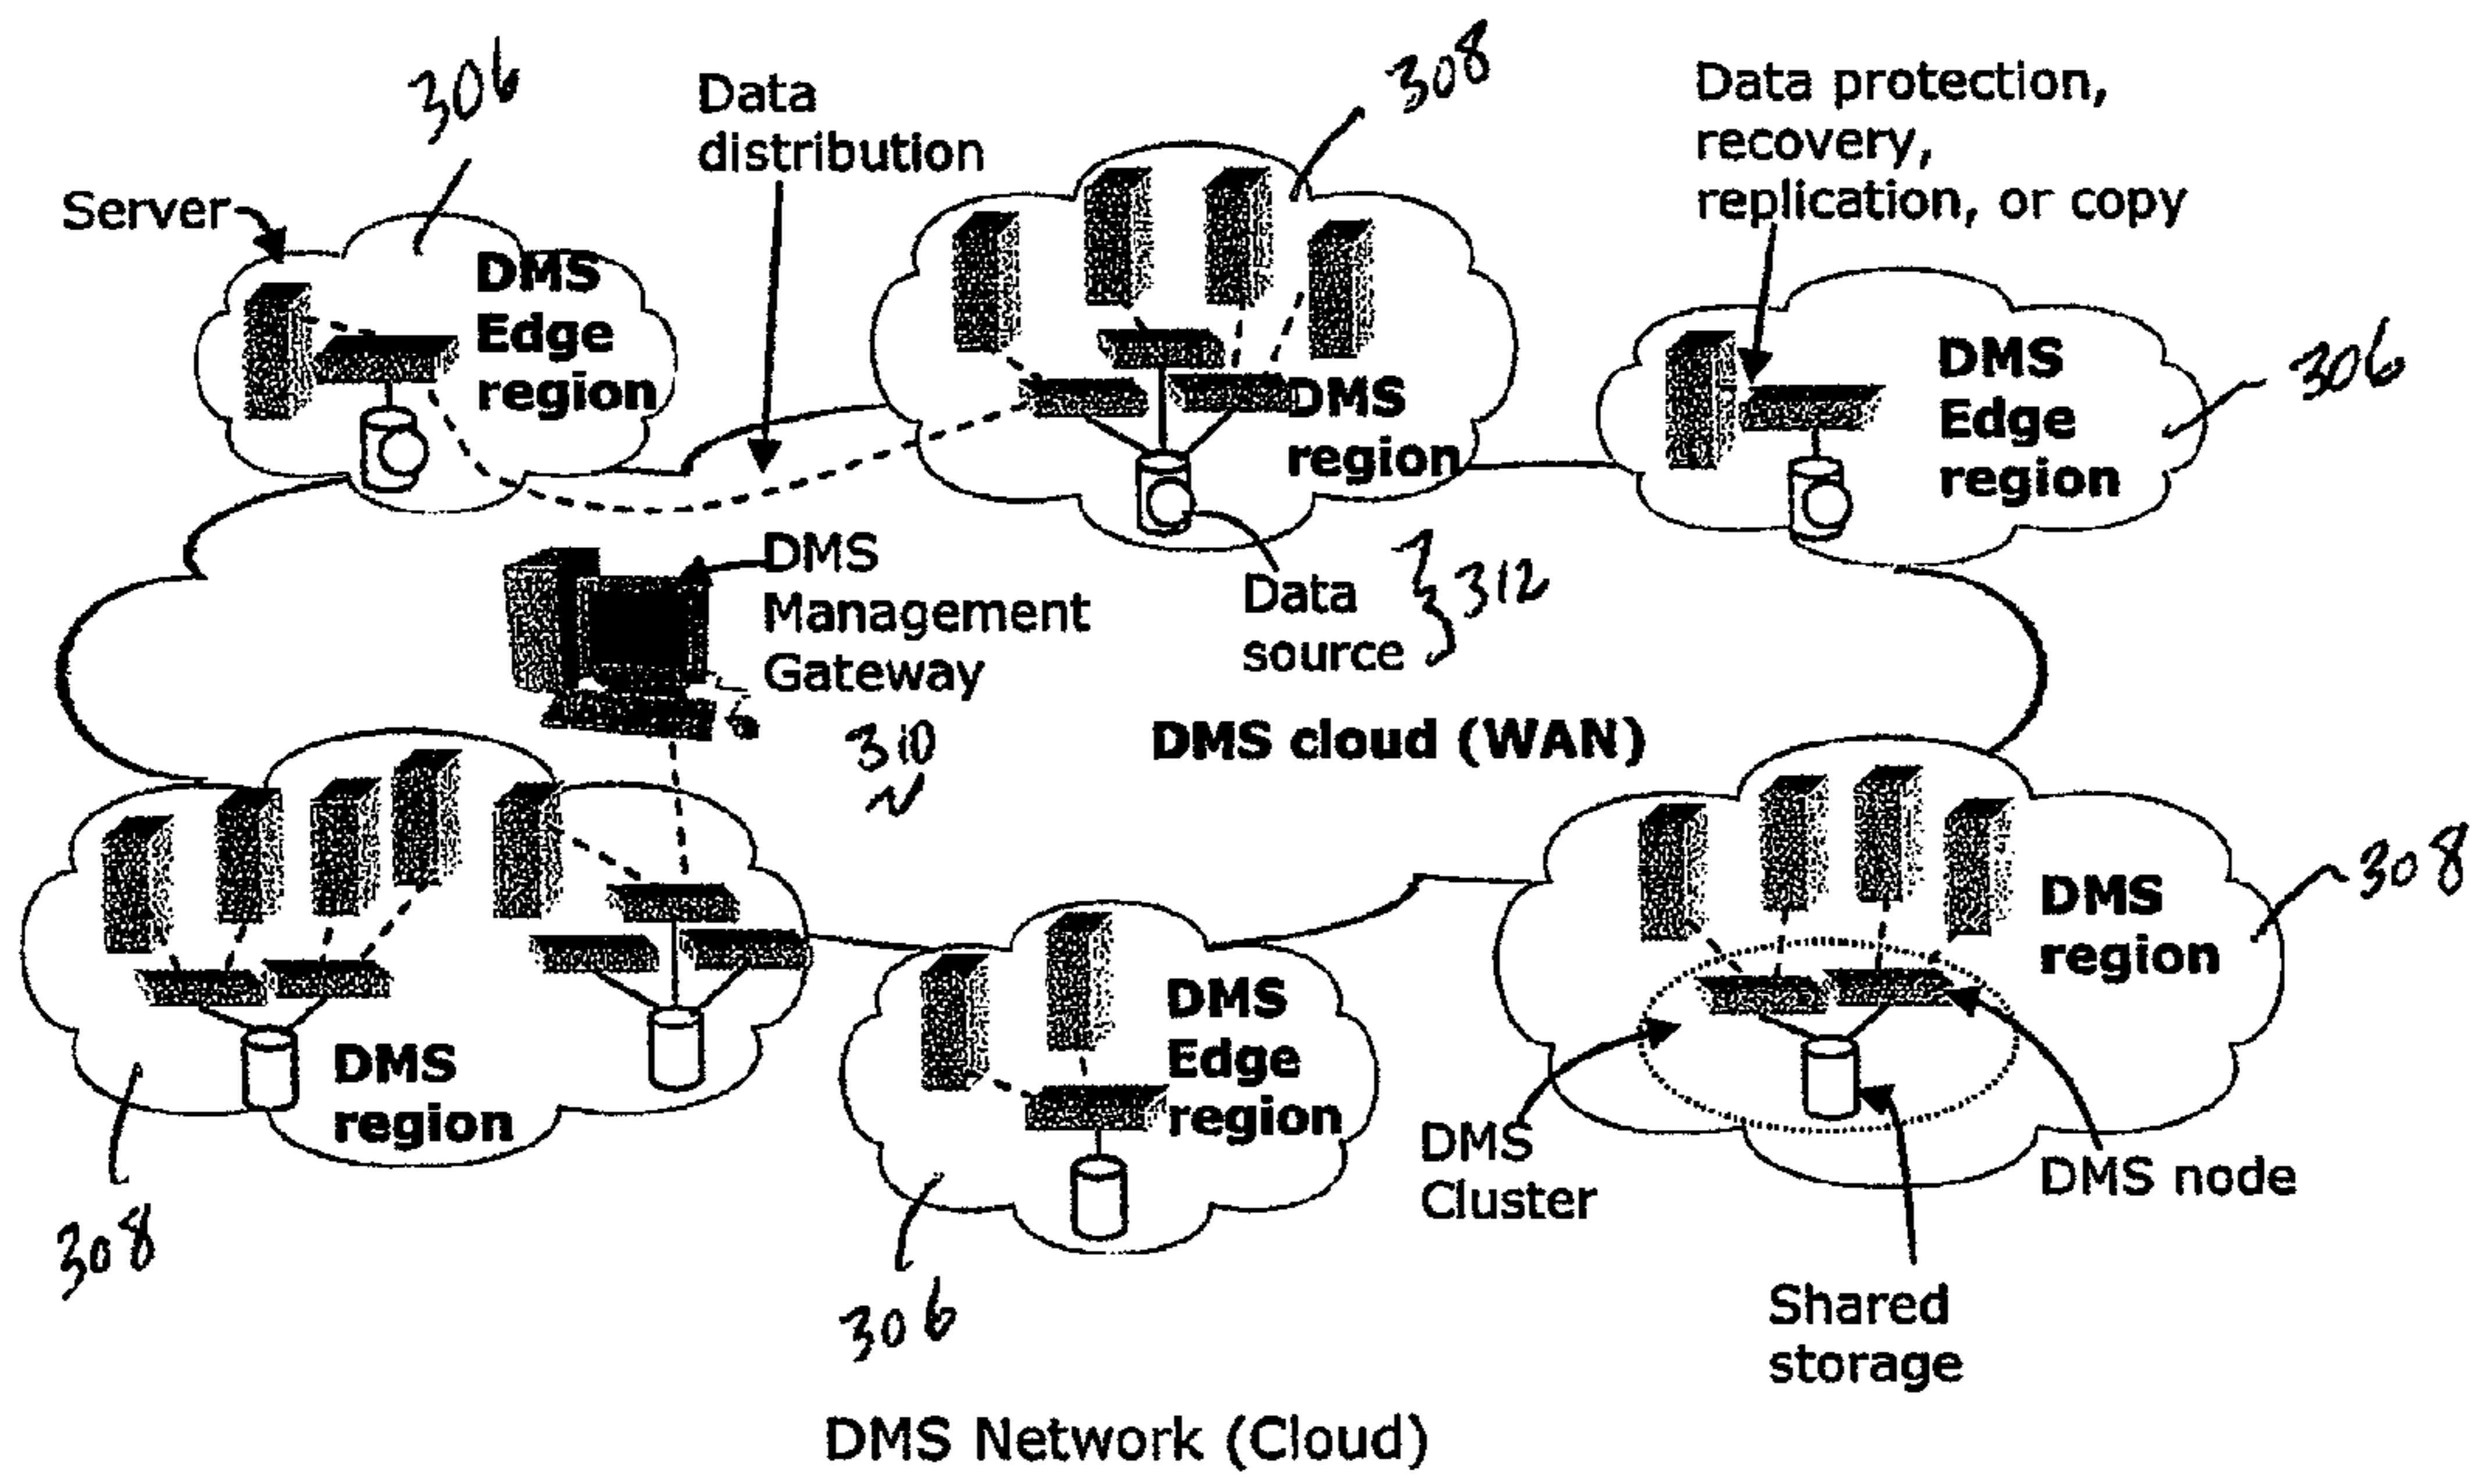 306
Data
distribution
308
Data protection,
recovery,
replication, or copy
Server
DMS
Edge
region
DMS
region
DMS
Edge
region
306
DMS
Management
Gateway
310
Data
source
312
DMS cloud (WAN)
DMS
region
308
DMS
Edge
region
306
DMS
region
308
DMS
Cluster
DMS node
Shared
storage
DMS Network (Cloud)